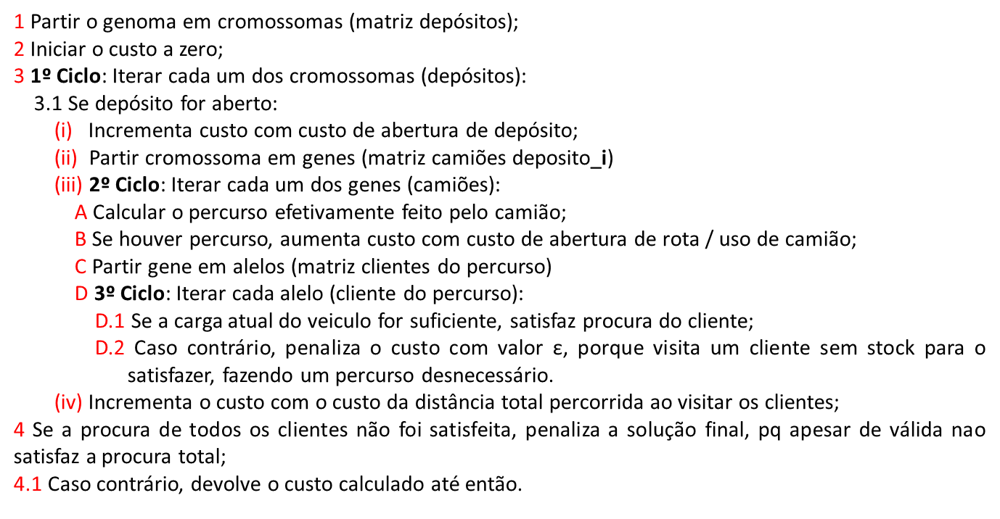 1 Partir o genoma em cromossomas (matriz depósitos);
2 Iniciar o custo a zero;
3 1º Ciclo: Iterar cada um dos cromossomas (depósitos):
3.1 Se depósito for aberto:
(i) Incrementa custo com custo de abertura de depósito;
(ii) Partir cromossoma em genes (matriz camiões deposito_i)
(iii) 2º Ciclo: Iterar cada um dos genes (camiões):
A Calcular o percurso efetivamente feito pelo camião;
B Se houver percurso, aumenta custo com custo de abertura de rota / uso de camião;
C Partir gene em alelos (matriz clientes do percurso)
D 3º Ciclo: Iterar cada alelo (cliente do percurso):
D.1 Se a carga atual do veiculo for suficiente, satisfaz procura do cliente;
D.2 Caso contrário, penaliza o custo com valor ε, porque visita um cliente sem stock para o
satisfazer, fazendo um percurso desnecessário.
(iv) Incrementa o custo com o custo da distância total percorrida ao visitar os clientes;
4 Se a procura de todos os clientes não foi satisfeita, penaliza a solução final, pq apesar de válida nao
satisfaz a procura total;
4.1 Caso contrário, devolve o custo calculado até então.